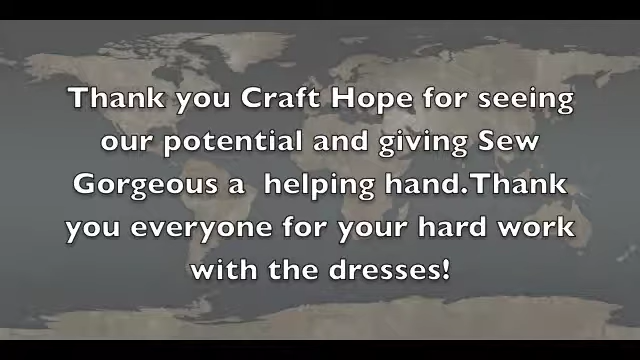 Thank you Craft Hope for seeing
our potential and giving Sew
Gorgeous a  helping hand.Thank
you everyone for your hard work
with the dresses!